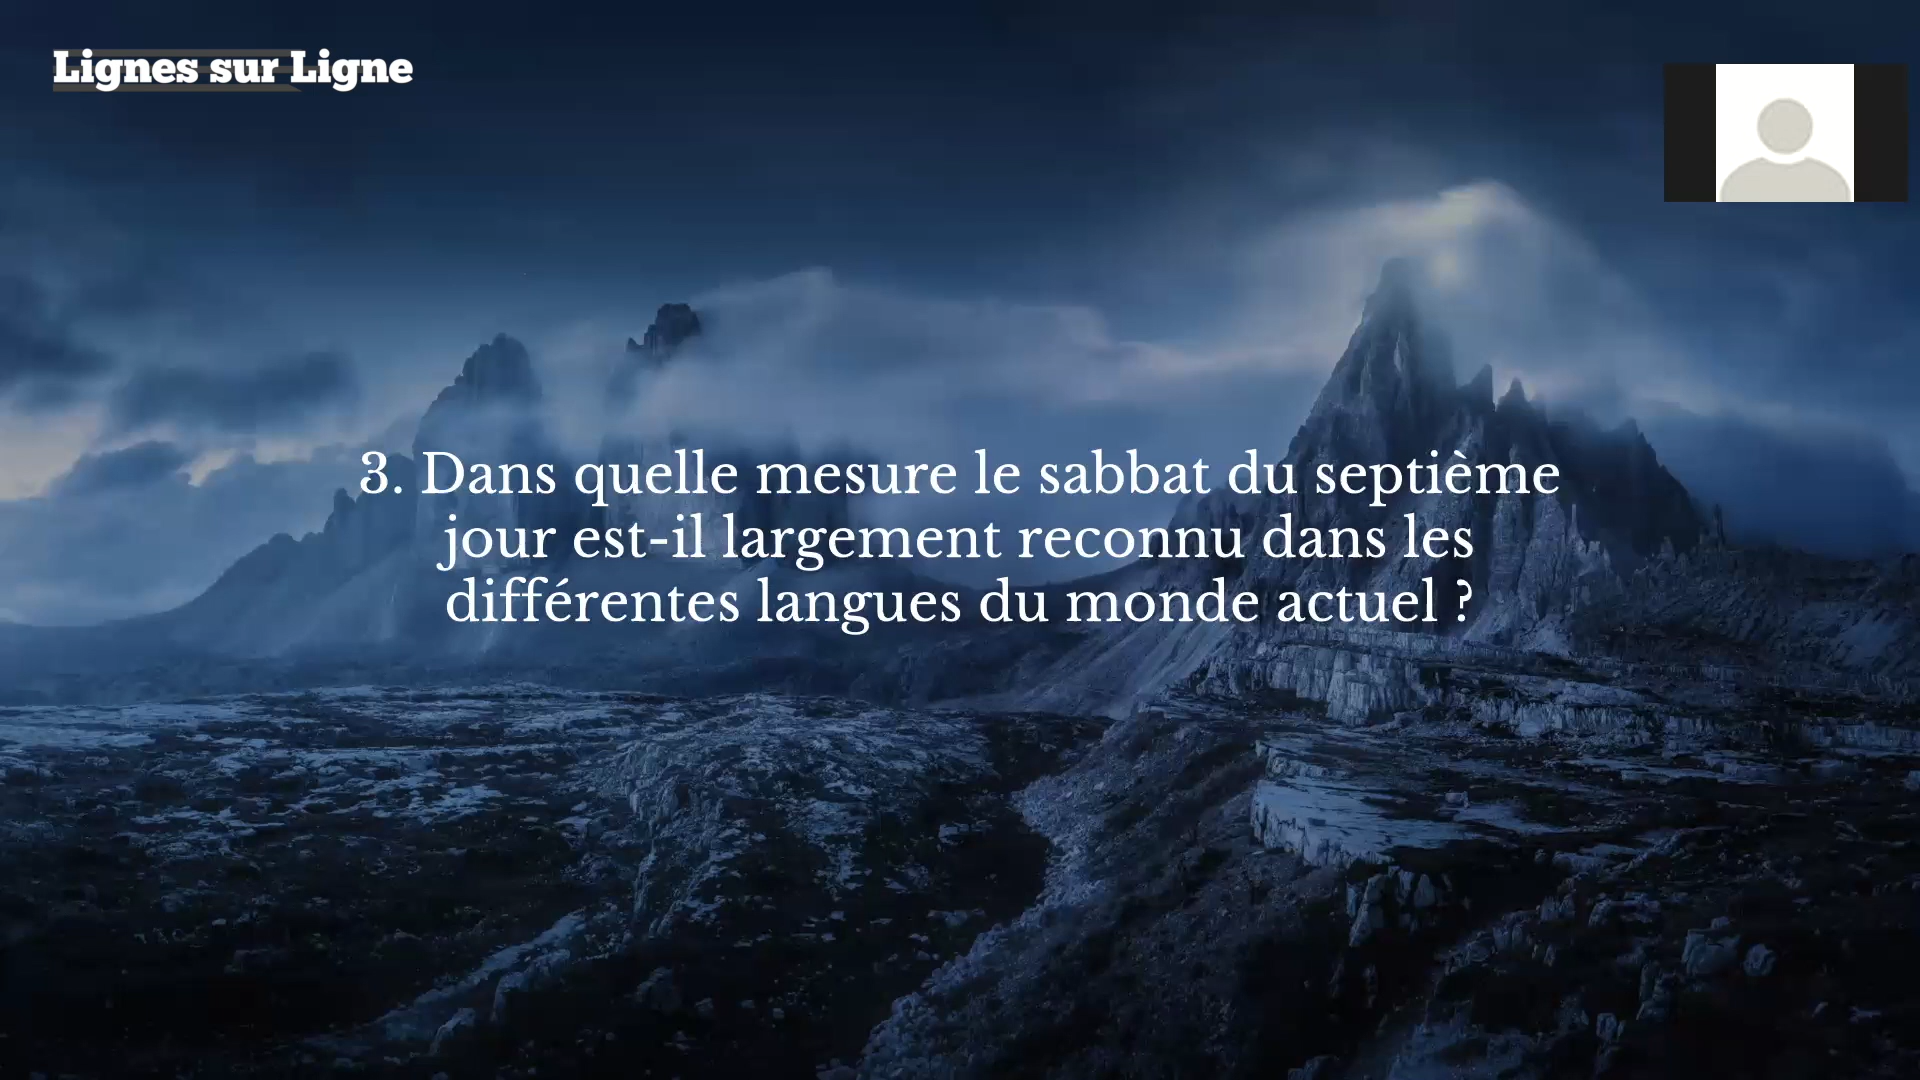 Lignes sur Ligne
3. Dans quelle mesure le sabbat du septième
jour est-il largement reconnu dans les
différentes langues du monde actuel ?